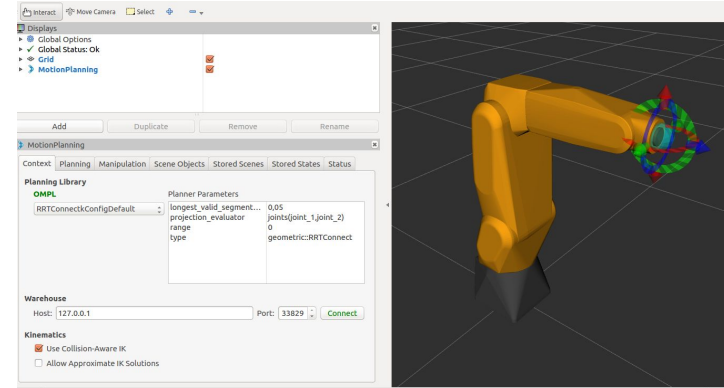 Interact Move Camera Select
Displays
Global Options
Global Status: Ok
Grid
MotionPlanning
Add Duplicate Remove Rename
MotionPlanning
Context Planning Manipulation Scene Objects Stored Scenes Stored States Status
Planning Library
OMPL Planner Parameters
RRTConnectkConfigDefault longest_valid_segment... 0,05
projection_evaluator joints(joint_1,joint_2)
range 0
type geometric::RRTConnect
Warehouse
Host: 127.0.0.1 Port: 33829 Connect
Kinematics
Use Collision-Aware IK
Allow Approximate IK Solutions